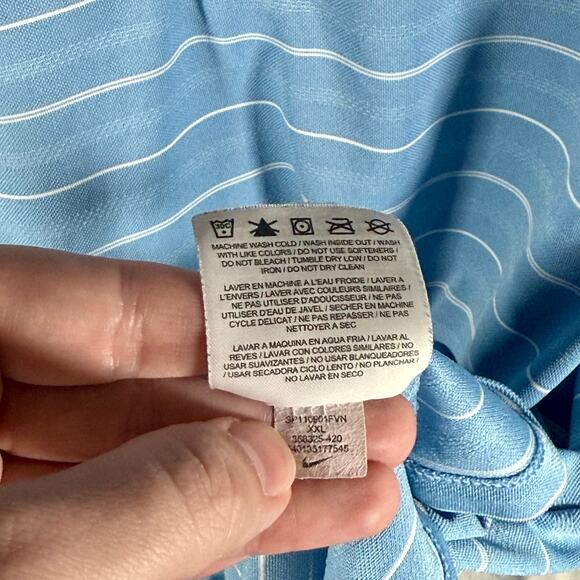 30C
MACHINE WASH COLD / WASH INSIDE OUT / WASH
WITH LIKE COLORS / DO NOT USE SOFTENERS /
DO NOT BLEACH / TUMBLE DRY LOW / DO NOT
IRON / DO NOT DRY CLEAN
LAVER EN MACHINE A L'EAU FROIDE / LAVER A
L'ENVERS / LAVER AVEC COULEURS SIMILAIRES /
NE PAS UTILISER D'ADOUCISSEUR / NE PAS
UTILISER D'EAU DE JAVEL / SECHER EN MACHINE
CYCLE DELICAT / NE PAS REPASSER / NE PAS
NETTOYER A SEC
LAVAR A MAQUINA EN AGUA FRIA / LAVAR AL
REVES / LAVAR CON COLORES SIMILARES / NO
USAR SUAVIZANTES / NO USAR BLANQUEADORES
/ USAR SECADORA CICLO LENTO / NO PLANCHAR /
NO LAVAR EN SECO
XXL
358325-420